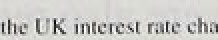 the UK interest rate cha